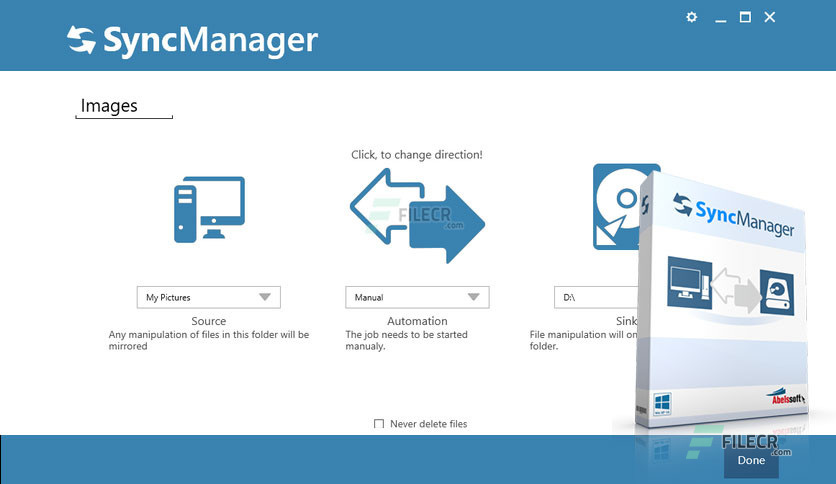 SyncManager
Images
Click, to change direction!
FILECR
.com
My Pictures
Manual
D:\
Source
Automation
Sink
Any manipulation of files in this folder will be
mirrored
The job needs to be started
manualy.
File manipulation will on
folder.
Never delete files
SyncManager
Abelssoft
FILECR
.com
Done